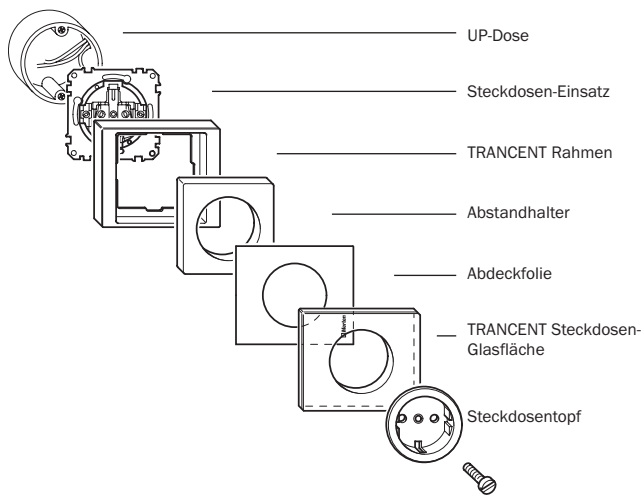 UP-Dose
Steckdosen-Einsatz
TRANCENT Rahmen
Abstandhalter
Abdeckfolie
Merten
TRANCENT Steckdosen-
Glasfläche
Steckdosentopf